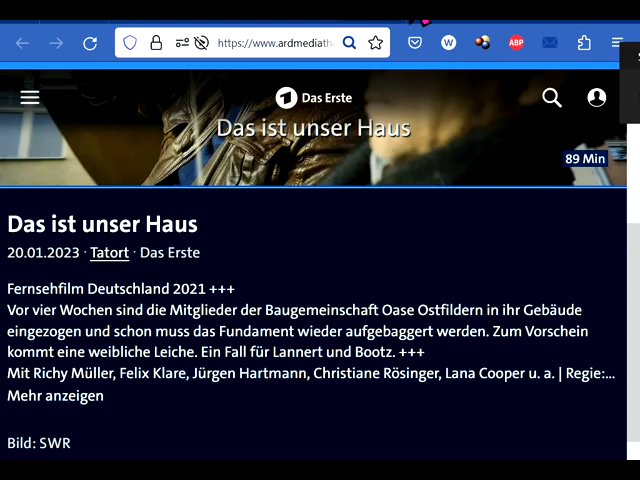 https://www.ardmediath
W
ABP
1 Das Erste
Das ist unser Haus
89 Min
Das ist unser Haus
20.01.2023 · Tatort · Das Erste
Fernsehfilm Deutschland 2021 +++
Vor vier Wochen sind die Mitglieder der Baugemeinschaft Oase Ostfildern in ihr Gebäude
eingezogen und schon muss das Fundament wieder aufgebaggert werden. Zum Vorschein
kommt eine weibliche Leiche. Ein Fall für Lannert und Bootz. +++
Mit Richy Müller, Felix Klare, Jürgen Hartmann, Christiane Rösinger, Lana Cooper u. a. | Regie:...
Mehr anzeigen
Bild: SWR